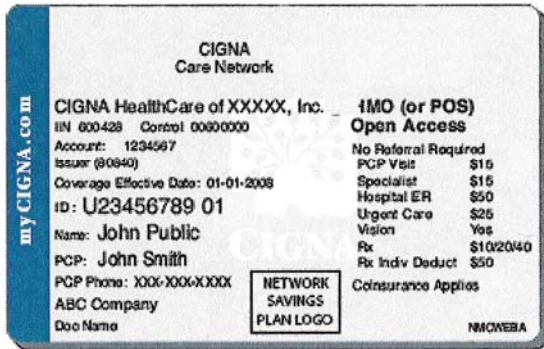 myCIGNA.com
CIGNA
Care Network
CIGNA HealthCare of XXXXX, Inc.
IIN 600428 Control 00600000
Account: 1234567
Issuer (80840)
Coverage Effective Date: 01-01-2008
ID: U23456789 01
Name: John Public
PCP: John Smith
PCP Phone: XXX-XXX-XXXX
ABC Company
Doc Name
NETWORK
SAVINGS
PLAN LOGO
HMO (or POS)
Open Access
No Referral Required
PCP Visit $15
Specialist $15
Hospital ER $50
Urgent Care $25
Vision Yes
Rx $10/20/40
Rx Indiv Deduct $50
Coinsurance Applies
NMCWEBA
CIGNA